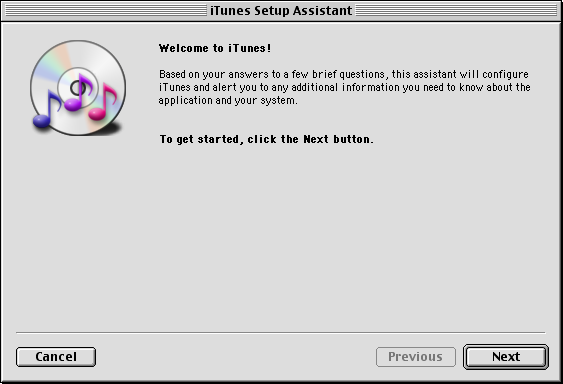 iTunes Setup Assistant
Welcome to iTunes!
Based on your answers to a few brief questions, this assistant will configure
iTunes and alert you to any additional information you need to know about the
application and your system.
To get started, click the Next button.
Cancel
Previous
Next